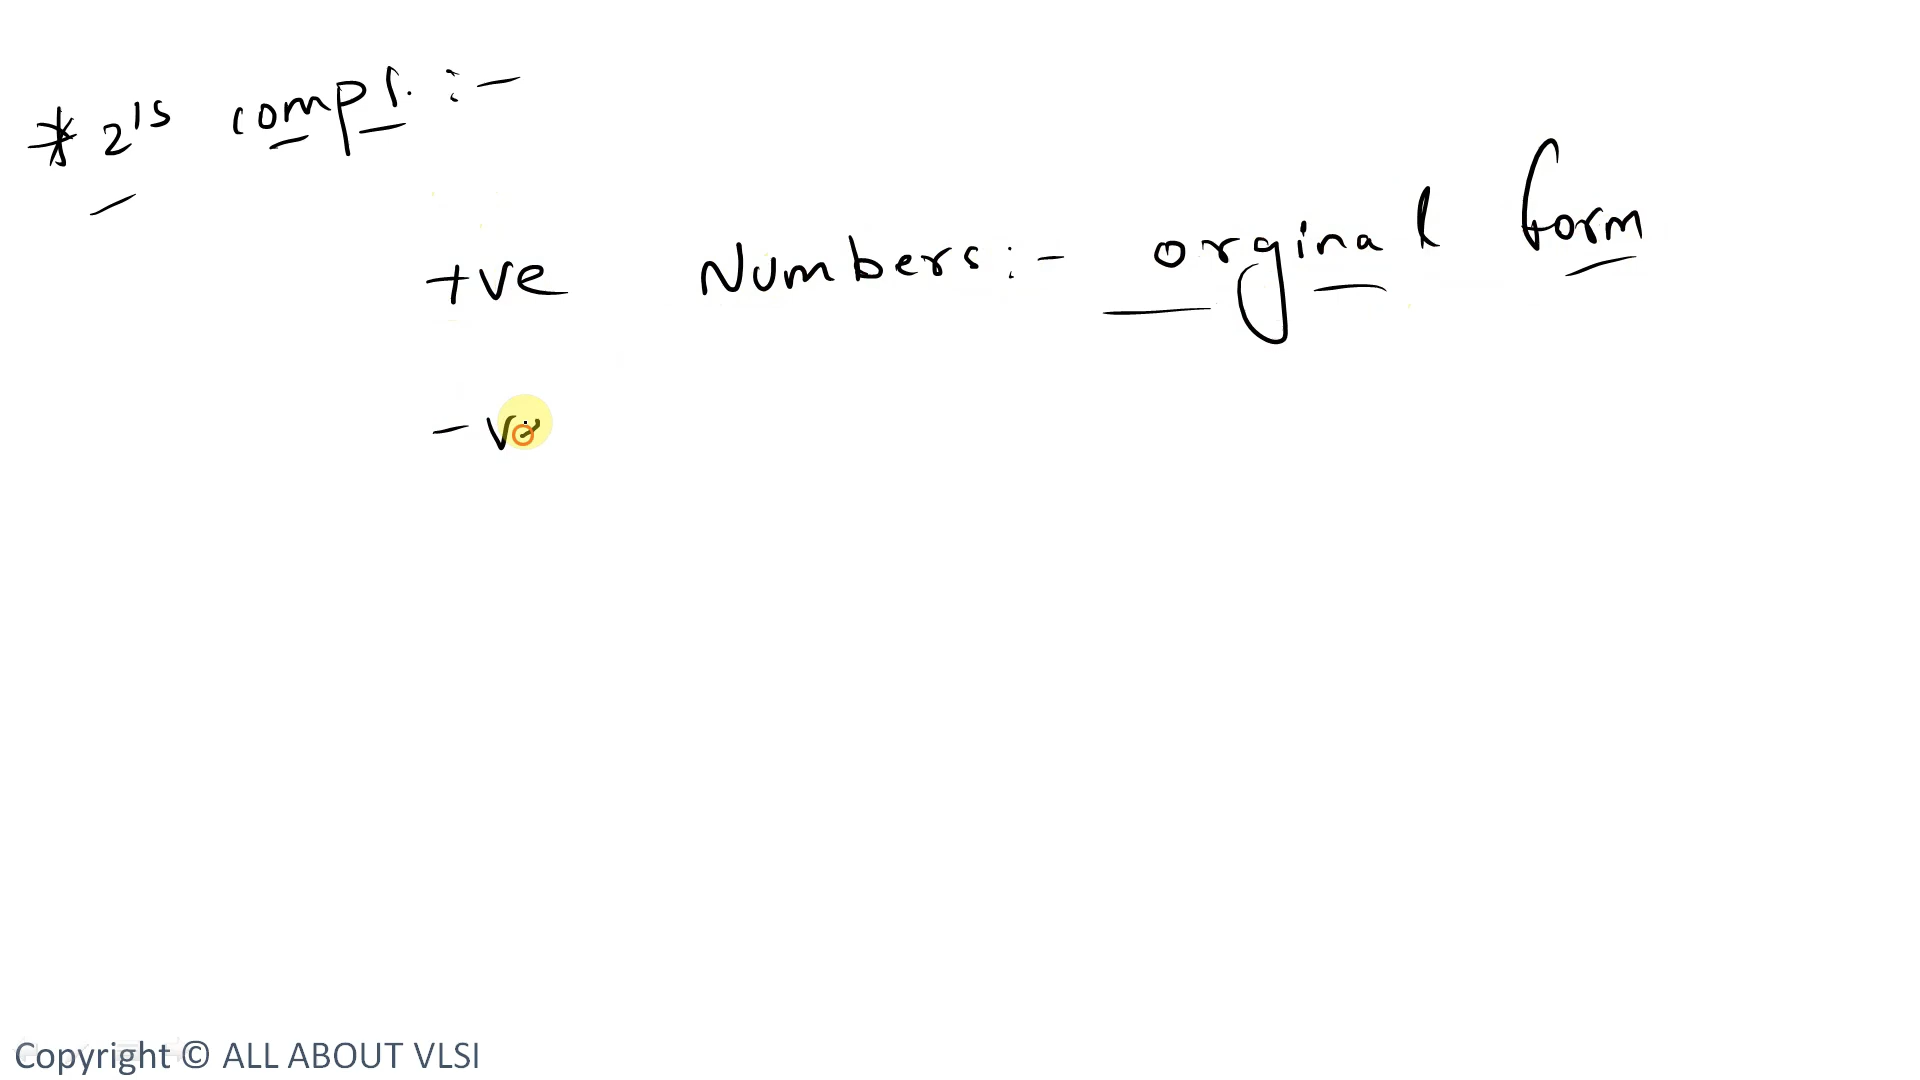 * 2's compl. :-
+ve Numbers :- orginal form
- ve
Copyright © ALL ABOUT VLSI